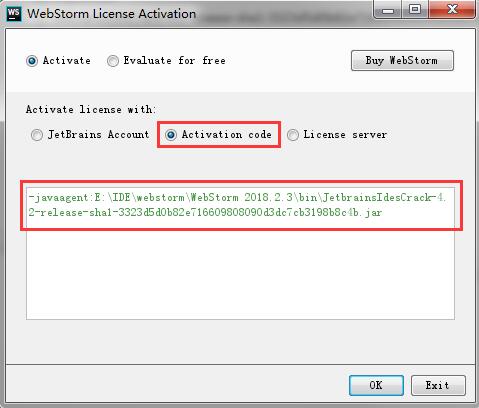 WS WebStorm License Activation
Activate Evaluate for free Buy WebStorm
Activate license with:
JetBrains Account Activation code License server
-javaagent:E:\IDE\webstorm\WebStorm 2018.2.3\bin\JetbrainsIdesCrack-4.
2-release-sha1-3323d5d0b82e716609808090d3dc7cb3198b8c4b.jar
OK Exit